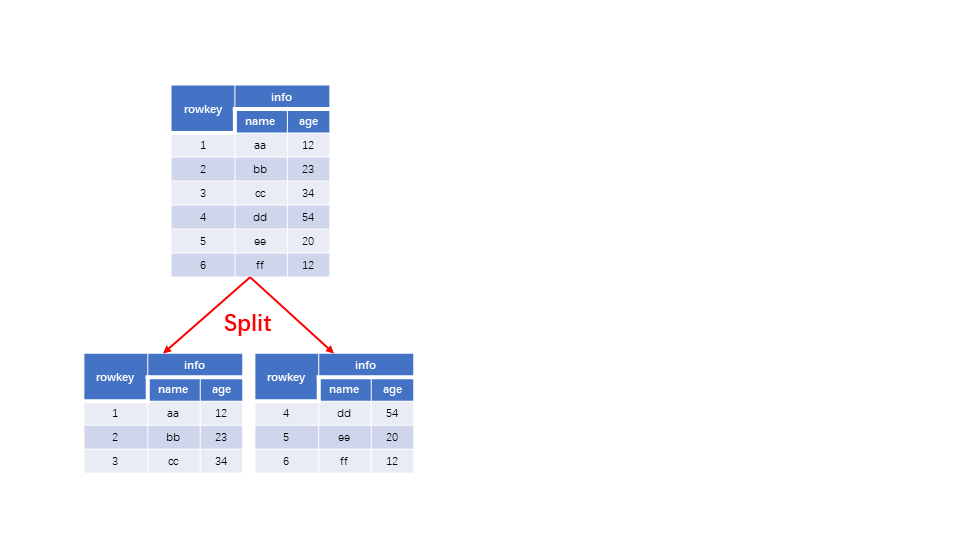 rowkey info
name age
1 aa 12
2 bb 23
3 cc 34
4 dd 54
5 ee 20
6 ff 12
Split
rowkey info
name age
1 aa 12
2 bb 23
3 cc 34
rowkey info
name age
4 dd 54
5 ee 20
6 ff 12